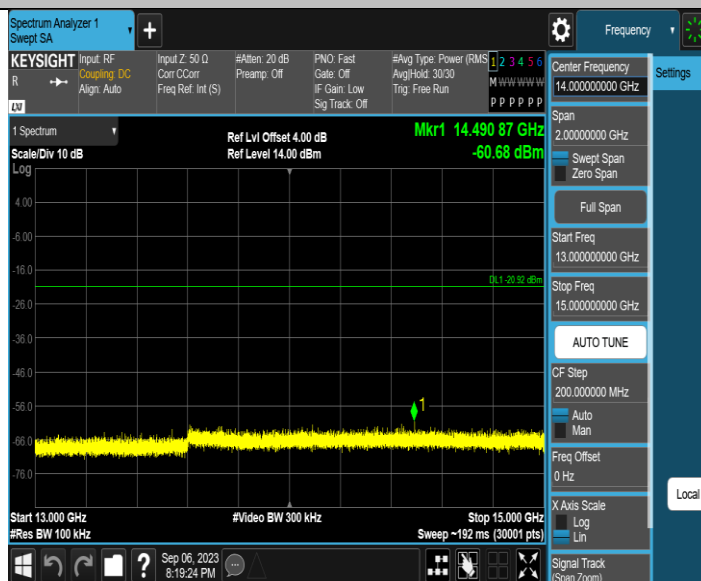 Spectrum Analyzer 1
Swept SA
Frequency
KEYSIGHT
R
LXI
Input: RF
Coupling: DC
Align: Auto
Input Z: 50 Ω
Corr CCorr
Freq Ref: Int (S)
#Atten: 20 dB
Preamp: Off
PNO: Fast
Gate: Off
IF Gain: Low
Sig Track: Off
#Avg Type: Power (RMS
Avg|Hold: 30/30
Trig: Free Run
1 2 3 4 5 6
M W W W W W
P P P P P P
1 Spectrum
Scale/Div 10 dB
Ref Lvl Offset 4.00 dB
Ref Level 14.00 dBm
Mkr1 14.490 87 GHz
-60.68 dBm
Log
4.00
-6.00
-16.0
-26.0
-36.0
-46.0
-56.0
-66.0
-76.0
DL1 -20.92 dBm
1
Start 13.000 GHz
#Res BW 100 kHz
#Video BW 300 kHz
Stop 15.000 GHz
Sweep ~192 ms (30001 pts)
Sep 06, 2023
8:19:24 PM
Center Frequency
14.000000000 GHz
Span
2.00000000 GHz
Swept Span
Zero Span
Full Span
Start Freq
13.000000000 GHz
Stop Freq
15.000000000 GHz
AUTO TUNE
CF Step
200.000000 MHz
Auto
Man
Freq Offset
0 Hz
X Axis Scale
Log
Lin
Signal Track
(Span Zoom)
Settings
Local